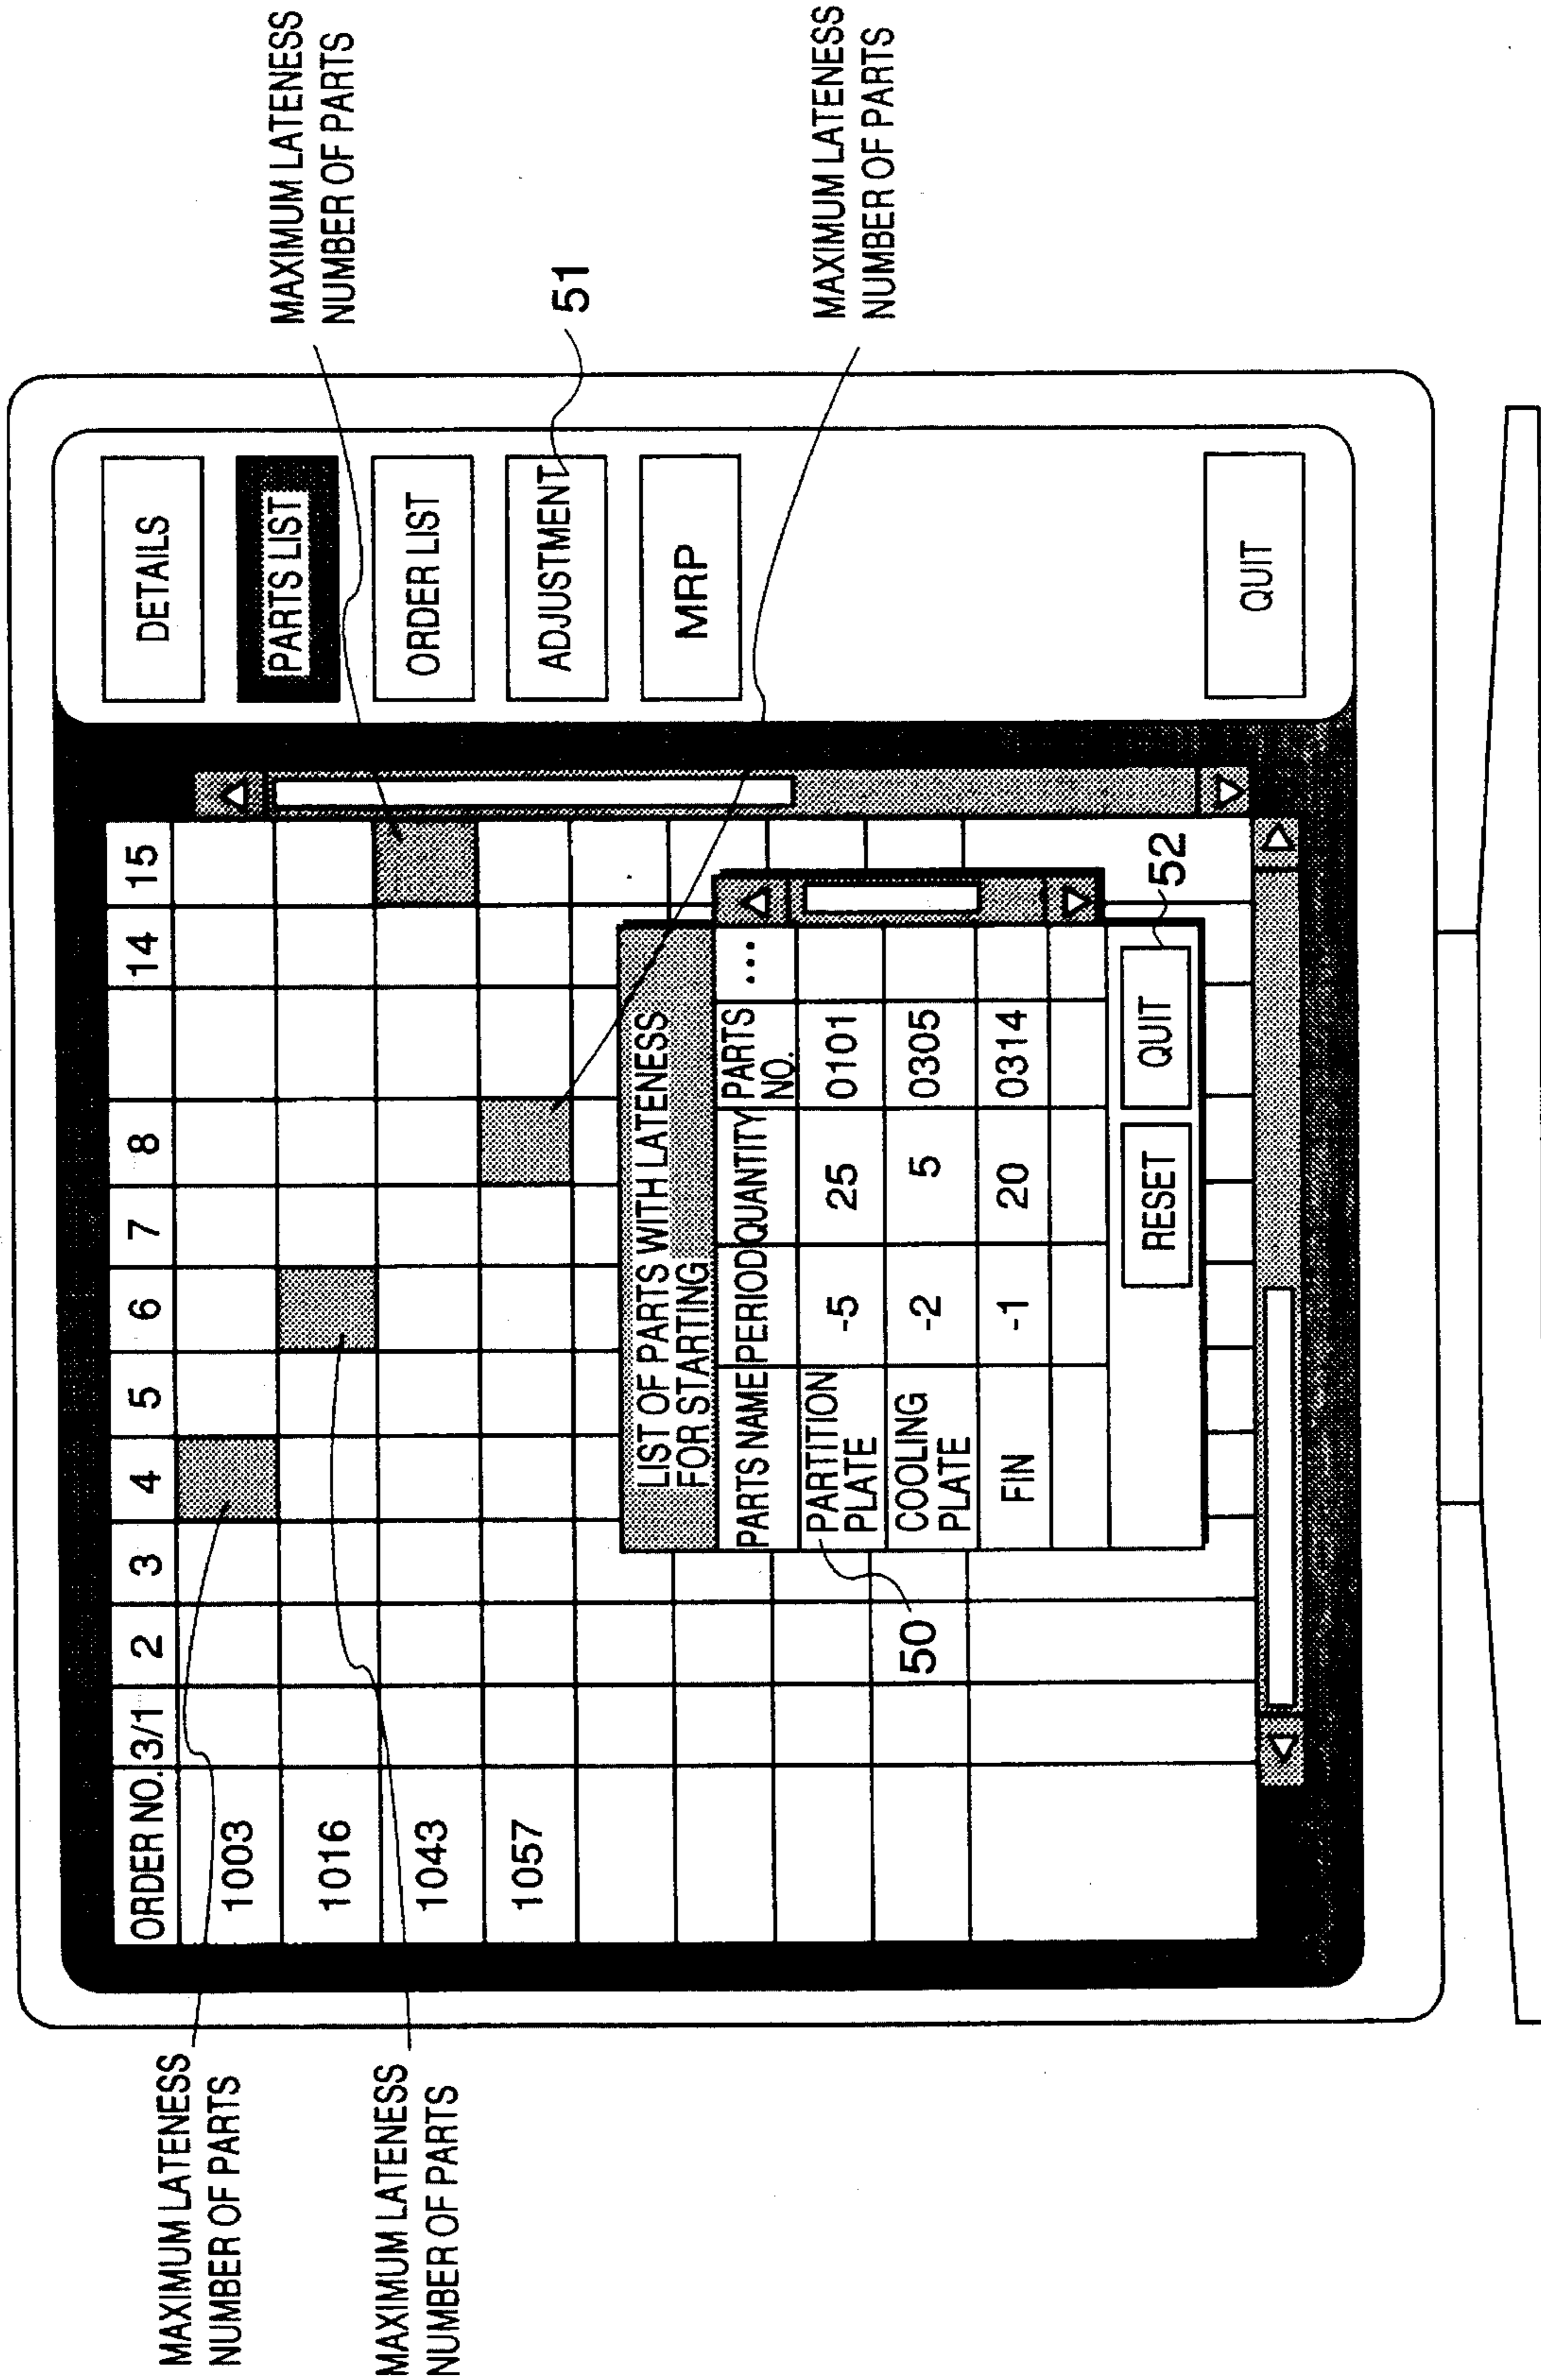 MAXIMUM LATENESS
NUMBER OF PARTS
MAXIMUM LATENESS
NUMBER OF PARTS
ORDER NO. 3/1 2 3 4 5 6 7 8 14 15
1003
1016
1043
1057
LIST OF PARTS WITH LATENESS
FOR STARTING
PARTS NAME PERIOD QUANTITY PARTS NO. ...
PARTITION PLATE -5 25 0101
COOLING PLATE -2 5 0305
FIN -1 20 0314
RESET QUIT
50
52
DETAILS
PARTS LIST
ORDER LIST
ADJUSTMENT
MRP
QUIT
MAXIMUM LATENESS
NUMBER OF PARTS
51
MAXIMUM LATENESS
NUMBER OF PARTS